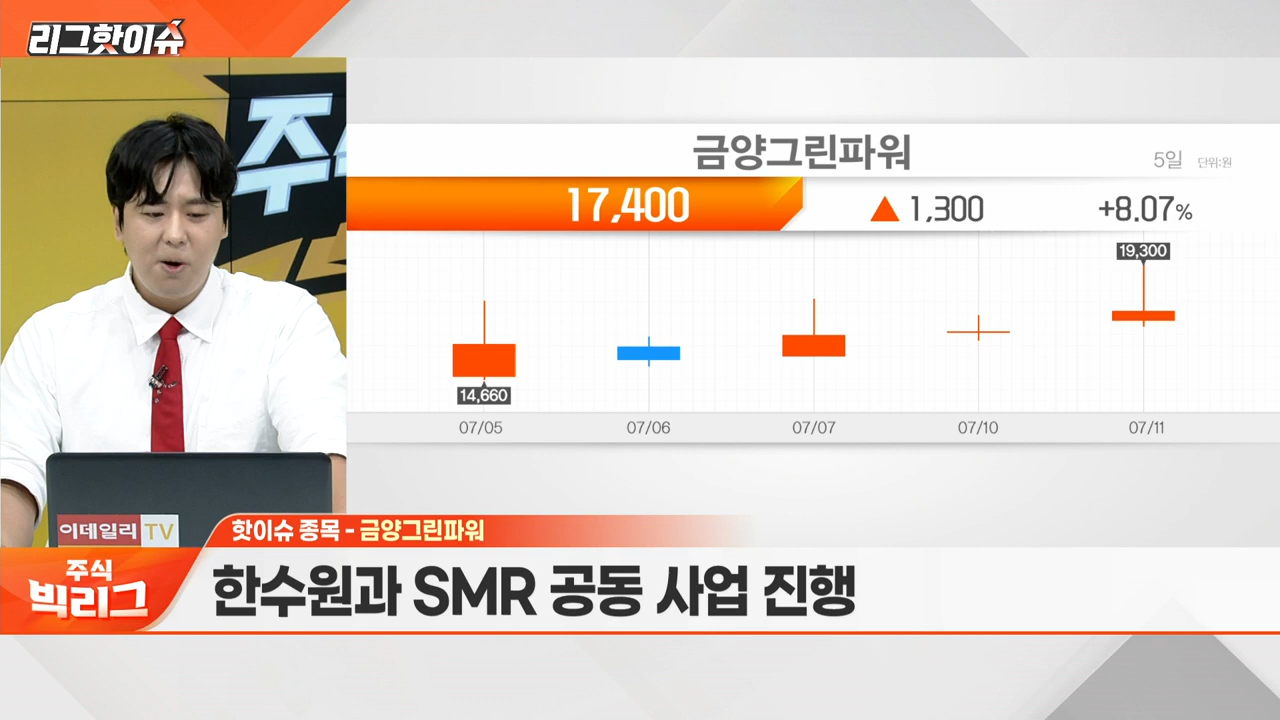 리그핫이슈
주
금양그린파워
5일 단위:원
17,400 ▲ 1,300 +8.07%
19,300
14,660
07/05 07/06 07/07 07/10 07/11
이데일리 TV
핫이슈 종목 - 금양그린파워
주식
빅리그
한수원과 SMR 공동 사업 진행